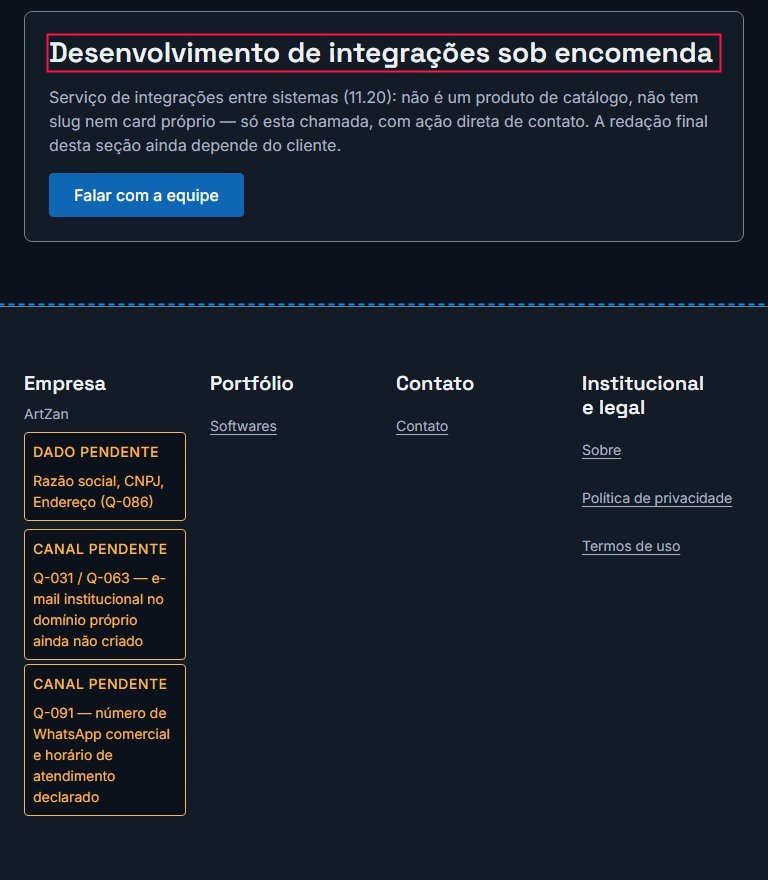 Desenvolvimento de integrações sob encomenda
Serviço de integrações entre sistemas (11.20): não é um produto de catálogo, não tem
slug nem card próprio — só esta chamada, com ação direta de contato. A redação final
desta seção ainda depende do cliente.
Falar com a equipe
Empresa
ArtZan
DADO PENDENTE
Razão social, CNPJ,
Endereço (Q-086)
CANAL PENDENTE
Q-031 / Q-063 — e-
mail institucional no
domínio próprio
ainda não criado
CANAL PENDENTE
Q-091 — número de
WhatsApp comercial
e horário de
atendimento
declarado
Portfólio
Softwares
Contato
Contato
Institucional
e legal
Sobre
Política de privacidade
Termos de uso